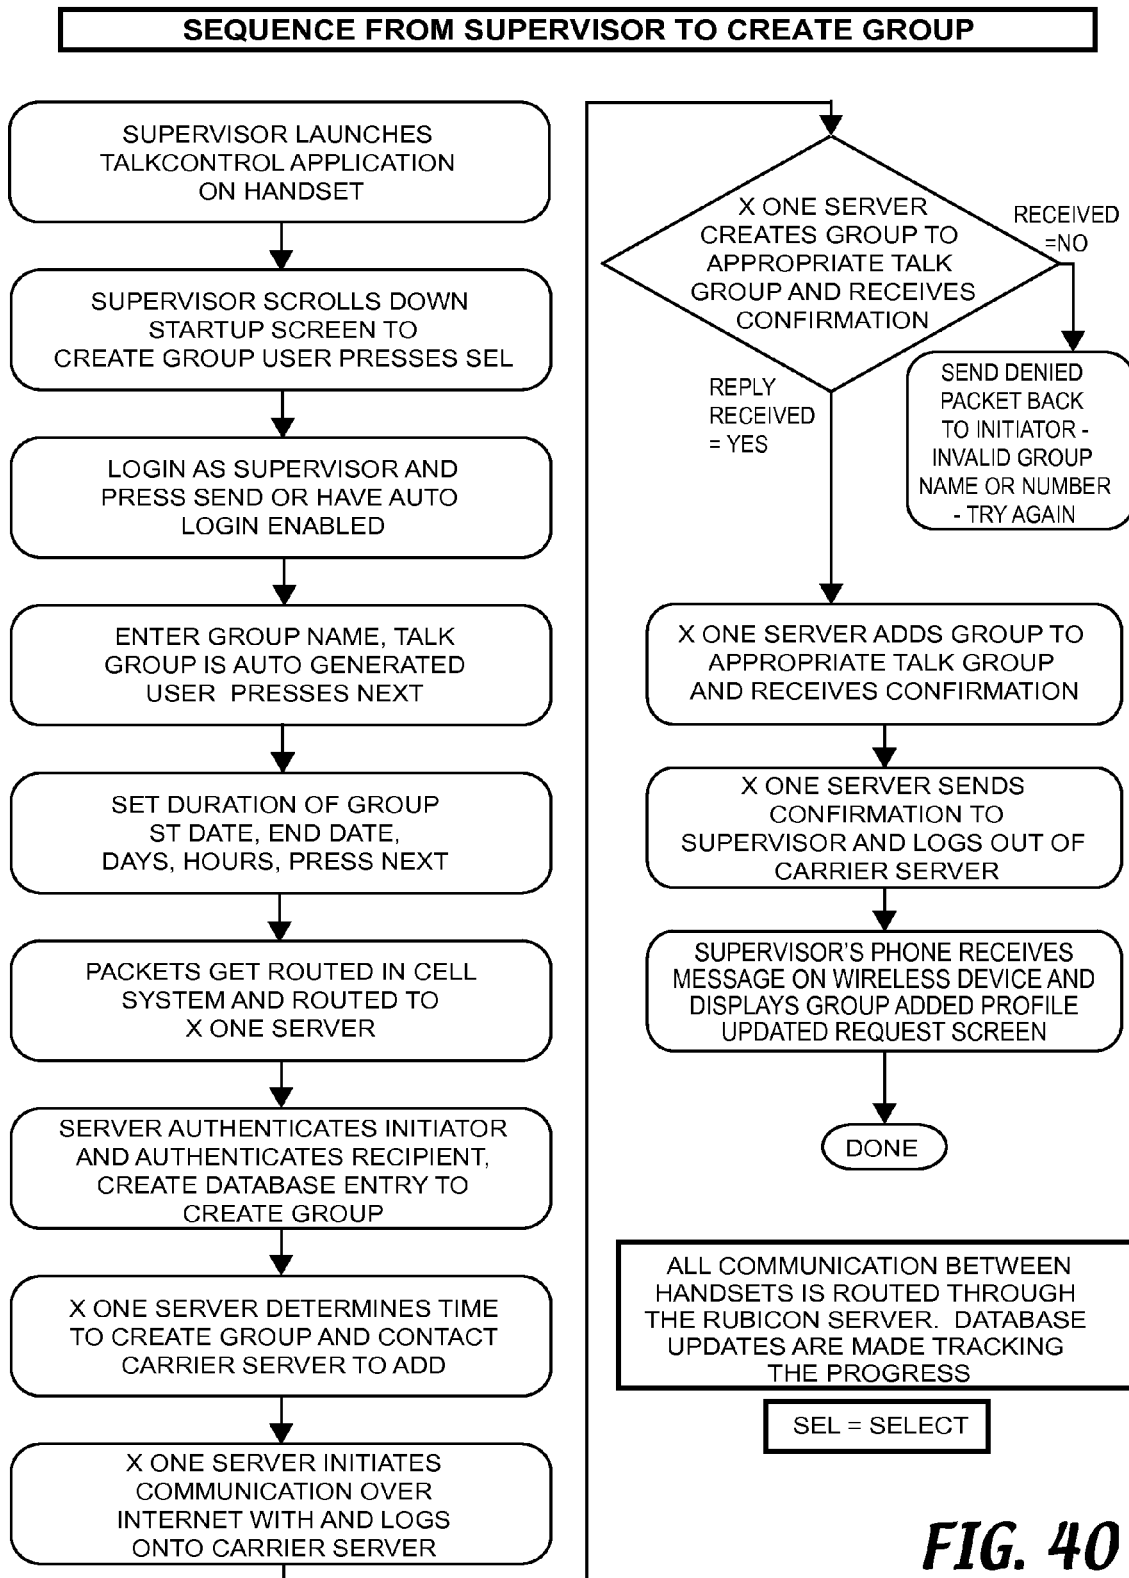 SEQUENCE FROM SUPERVISOR TO CREATE GROUP
SUPERVISOR LAUNCHES
TALKCONTROL APPLICATION
ON HANDSET
SUPERVISOR SCROLLS DOWN
STARTUP SCREEN TO
CREATE GROUP USER PRESSES SEL
LOGIN AS SUPERVISOR AND
PRESS SEND OR HAVE AUTO
LOGIN ENABLED
ENTER GROUP NAME, TALK
GROUP IS AUTO GENERATED
USER PRESSES NEXT
SET DURATION OF GROUP
ST DATE, END DATE,
DAYS, HOURS, PRESS NEXT
PACKETS GET ROUTED IN CELL
SYSTEM AND ROUTED TO
X ONE SERVER
SERVER AUTHENTICATES INITIATOR
AND AUTHENTICATES RECIPIENT,
CREATE DATABASE ENTRY TO
CREATE GROUP
X ONE SERVER DETERMINES TIME
TO CREATE GROUP AND CONTACT
CARRIER SERVER TO ADD
X ONE SERVER INITIATES
COMMUNICATION OVER
INTERNET WITH AND LOGS
ONTO CARRIER SERVER
X ONE SERVER
CREATES GROUP TO
APPROPRIATE TALK
GROUP AND RECEIVES
CONFIRMATION
RECEIVED
=NO
SEND DENIED
PACKET BACK
TO INITIATOR -
INVALID GROUP
NAME OR NUMBER
- TRY AGAIN
REPLY
RECEIVED
= YES
X ONE SERVER ADDS GROUP TO
APPROPRIATE TALK GROUP
AND RECEIVES CONFIRMATION
X ONE SERVER SENDS
CONFIRMATION TO
SUPERVISOR AND LOGS OUT OF
CARRIER SERVER
SUPERVISOR'S PHONE RECEIVES
MESSAGE ON WIRELESS DEVICE AND
DISPLAYS GROUP ADDED PROFILE
UPDATED REQUEST SCREEN
DONE
ALL COMMUNICATION BETWEEN
HANDSETS IS ROUTED THROUGH
THE RUBICON SERVER. DATABASE
UPDATES ARE MADE TRACKING
THE PROGRESS
SEL = SELECT
FIG. 40